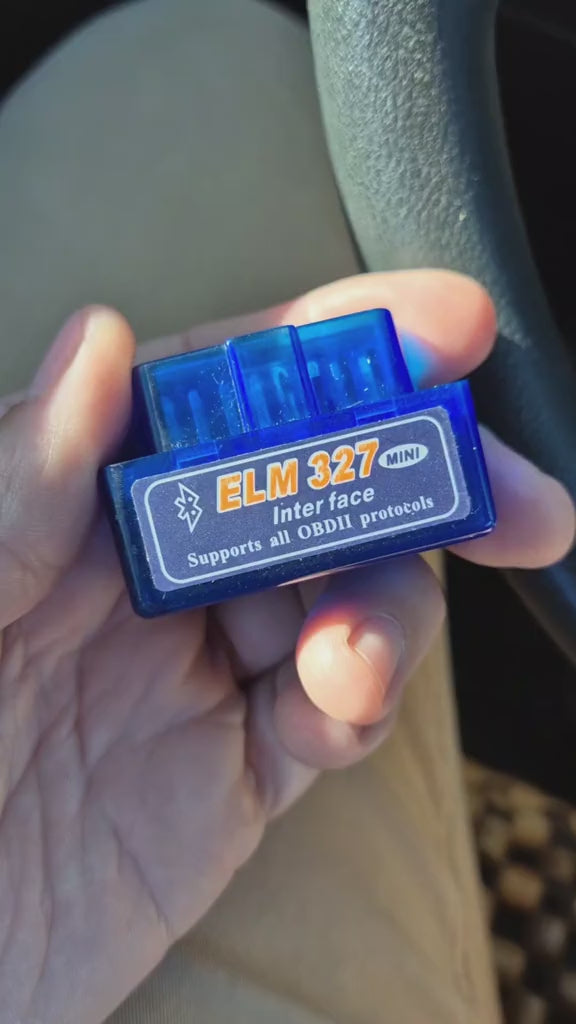 ELM 327 MINI
Inter face
Supports all OBDII protocols